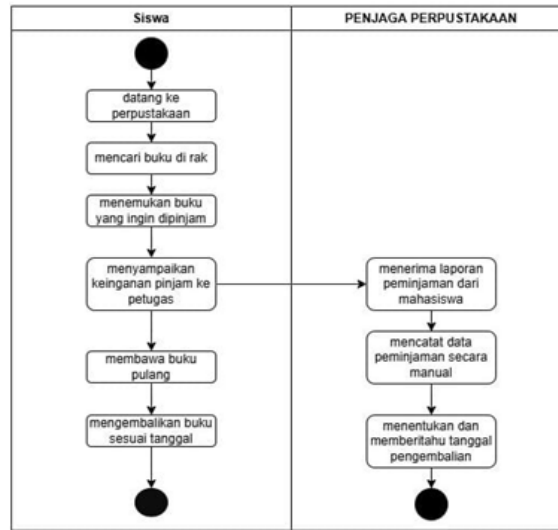 Siswa
PENJAGA PERPUSTAKAAN
datang ke
perpustakaan
mencari buku di rak
menemukan buku
yang ingin dipinjam
menyampaikan
keinganan pinjam ke
petugas
membawa buku
pulang
mengembalikan buku
sesuai tanggal
menerima laporan
peminjaman dari
mahasiswa
mencatat data
peminjaman secara
manual
menentukan dan
memberitahu tanggal
pengembalian